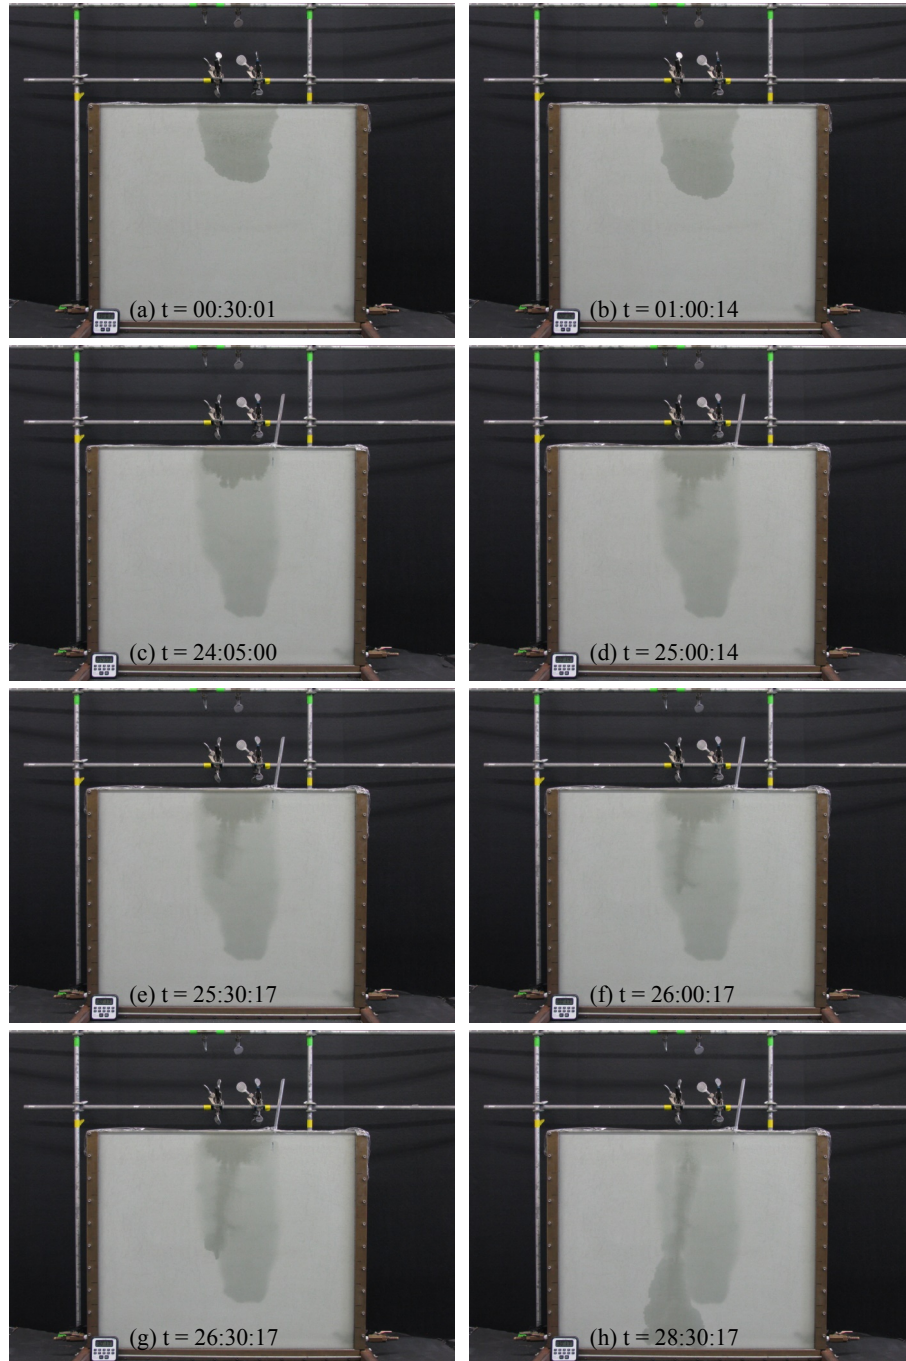 (a) t = 00:30:01
(b) t = 01:00:14
(c) t = 24:05:00
(d) t = 25:00:14
(e) t = 25:30:17
(f) t = 26:00:17
(g) t = 26:30:17
(h) t = 28:30:17